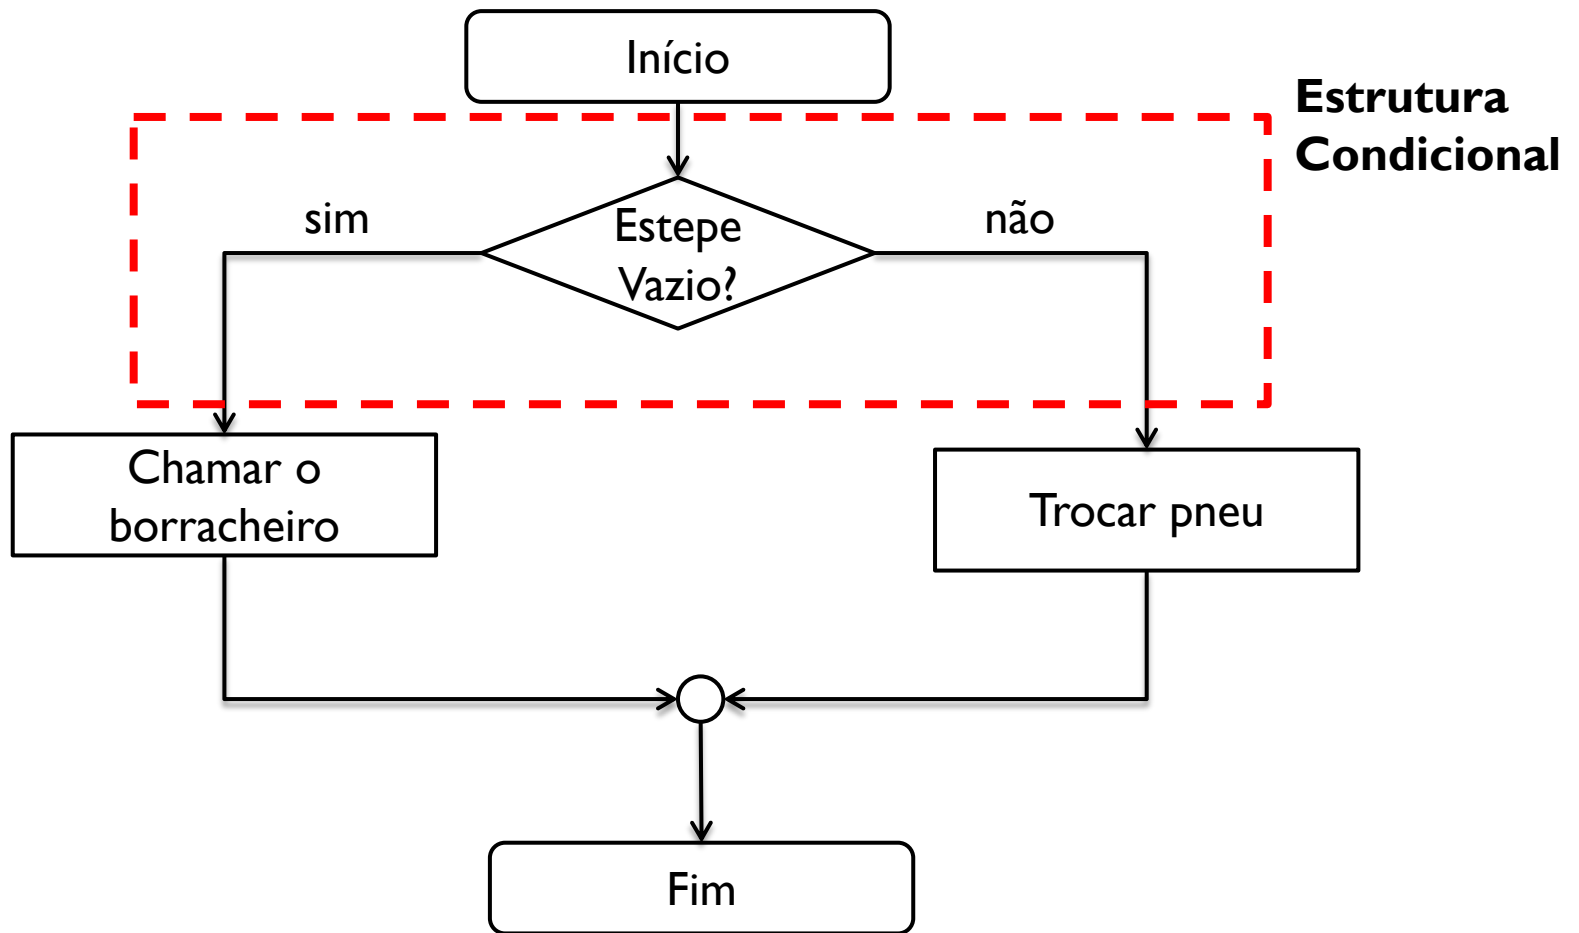 Início
Estrutura
Condicional
sim
Estepe
Vazio?
não
Chamar o
borracheiro
Trocar pneu
Fim